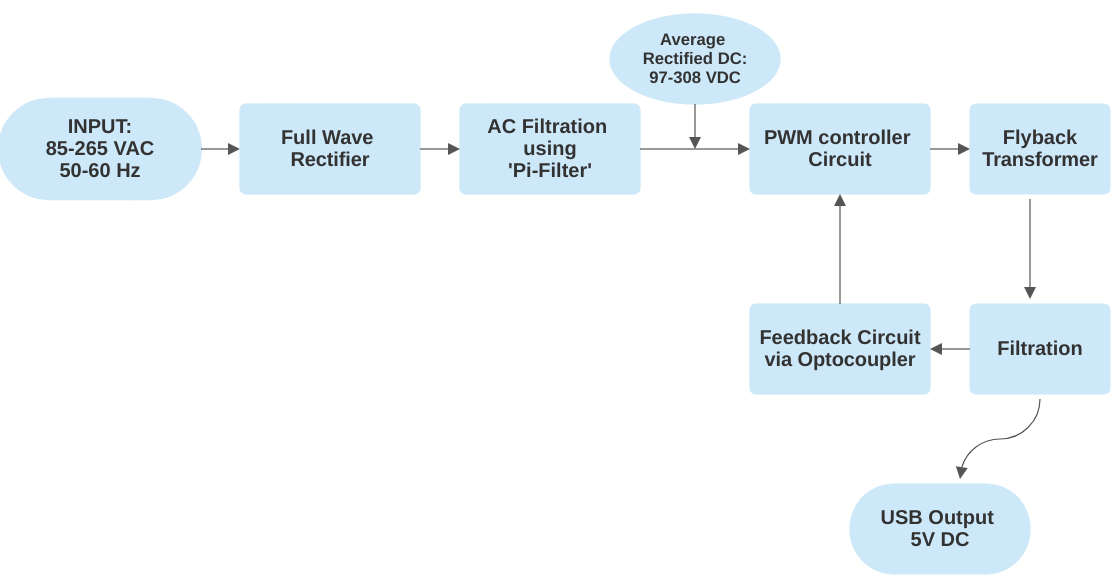 Average
Rectified DC:
97-308 VDC
INPUT:
85-265 VAC
50-60 Hz
Full Wave
Rectifier
AC Filtration
using
'Pi-Filter'
PWM controller
Circuit
Flyback
Transformer
Feedback Circuit
via Optocoupler
Filtration
USB Output
5V DC